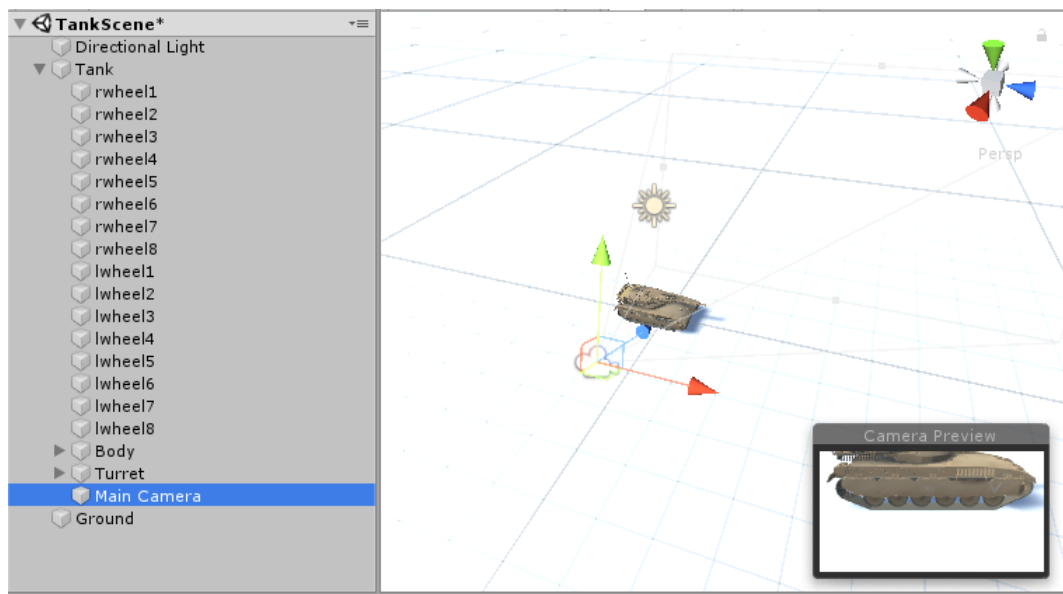 TankScene*
Directional Light
Tank
rwheel1
rwheel2
rwheel3
rwheel4
rwheel5
rwheel6
rwheel7
rwheel8
lwheel1
lwheel2
lwheel3
lwheel4
lwheel5
lwheel6
lwheel7
lwheel8
Body
Turret
Main Camera
Ground
Persp
Camera Preview